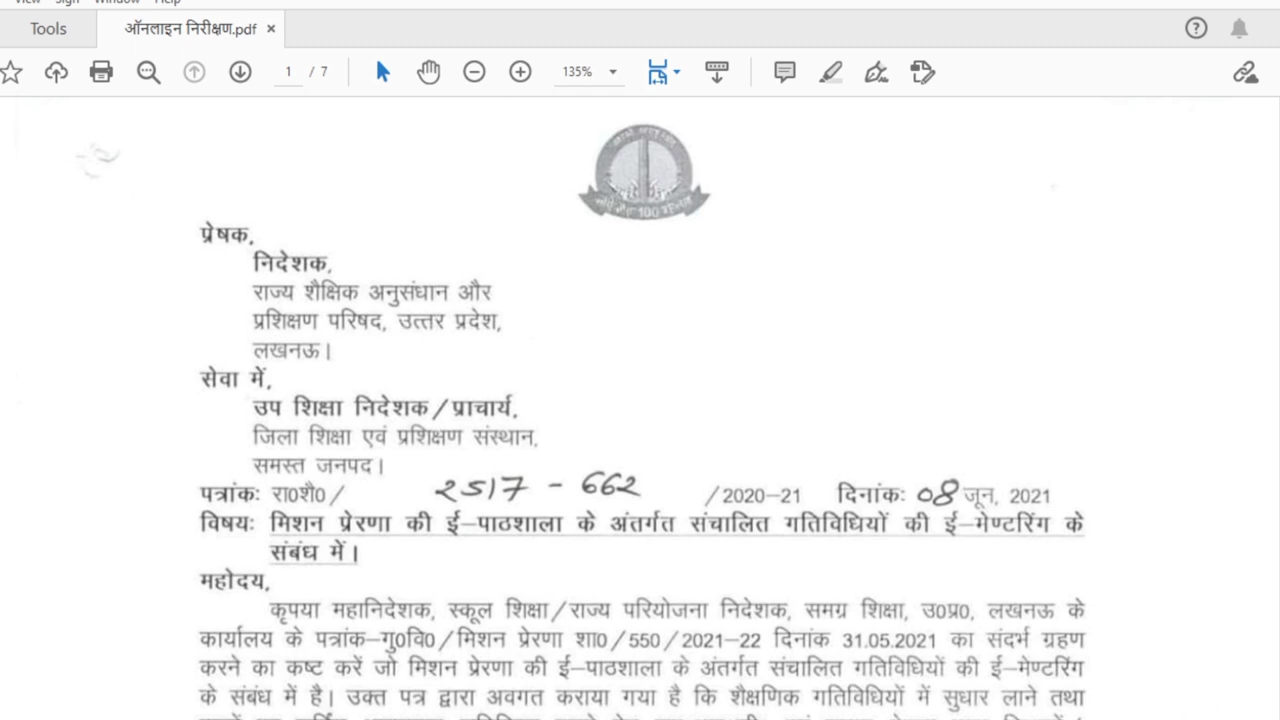 Tools
ऑनलाइन निरीक्षण.pdf ×
1 / 7
135%
प्रेषक,
निदेशक,
राज्य शैक्षिक अनुसंधान और
प्रशिक्षण परिषद, उत्तर प्रदेश,
लखनऊ।
सेवा में,
उप शिक्षा निदेशक/प्राचार्य,
जिला शिक्षा एवं प्रशिक्षण संस्थान,
समस्त जनपद।
पत्रांकः रा0शै0/ 2517 - 662 /2020-21 दिनांकः 08 जून, 2021
विषयः मिशन प्रेरणा की ई-पाठशाला के अंतर्गत संचालित गतिविधियों की ई-मेण्टरिंग के
संबंध में।
महोदय,
कृपया महानिदेशक, स्कूल शिक्षा/राज्य परियोजना निदेशक, समग्र शिक्षा, उ0प्र0, लखनऊ के
कार्यालय के पत्रांक-गु0वि0/मिशन प्रेरणा शा0/550/2021-22 दिनांक 31.05.2021 का संदर्भ ग्रहण
करने का कष्ट करें जो मिशन प्रेरणा की ई-पाठशाला के अंतर्गत संचालित गतिविधियों की ई-मेण्टरिंग
के संबंध में है। उक्त पत्र द्वारा अवगत कराया गया है कि शैक्षणिक गतिविधियों में सुधार लाने तथा